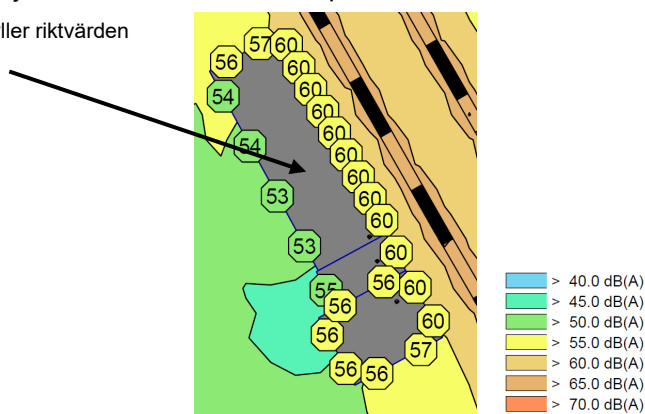 ller riktvärden
57 60
56 60
54 60
60
54 60
60
53 60
60
60
53 60
55 56 60
56
56 60
57
56 56
> 40.0 dB(A)
> 45.0 dB(A)
> 50.0 dB(A)
> 55.0 dB(A)
> 60.0 dB(A)
> 65.0 dB(A)
> 70.0 dB(A)